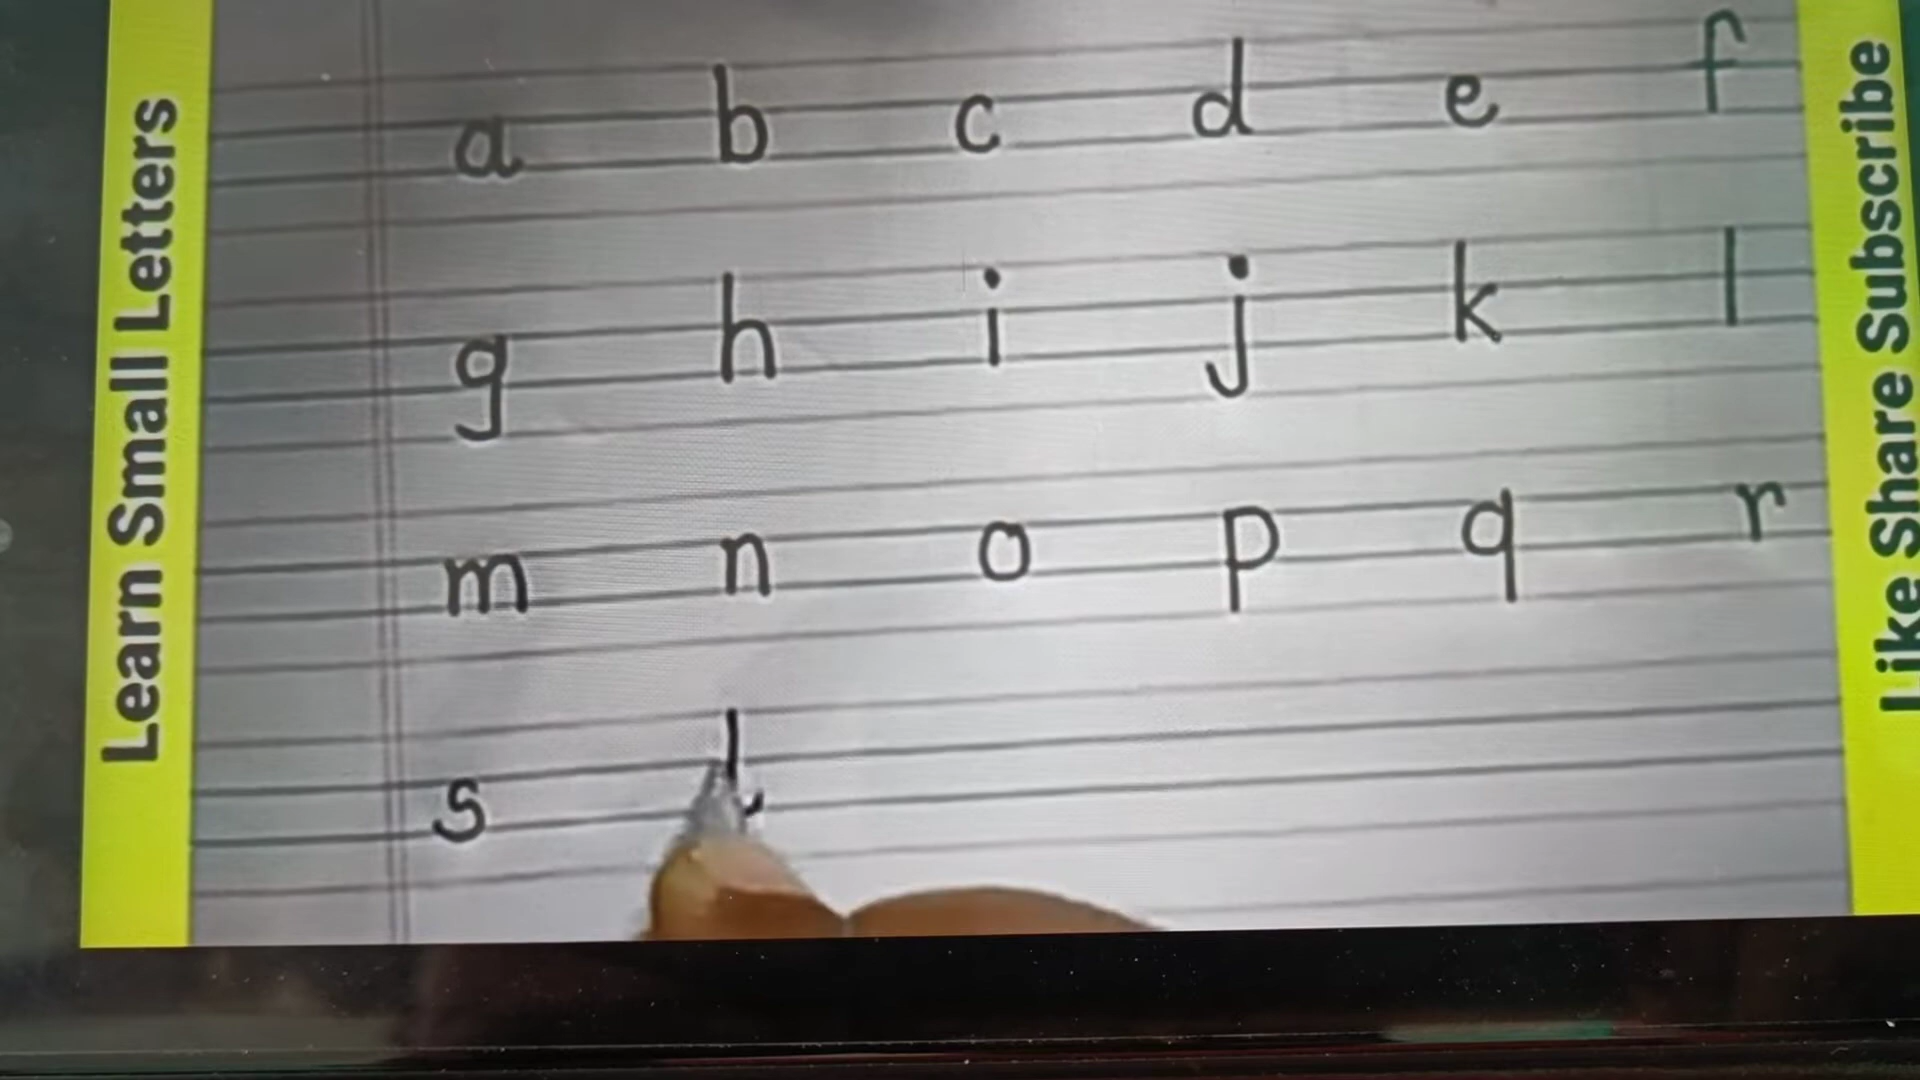 Learn Small Letters
a b c d e f
g h i j k l
m n o p q r
s
Like Share Subscribe